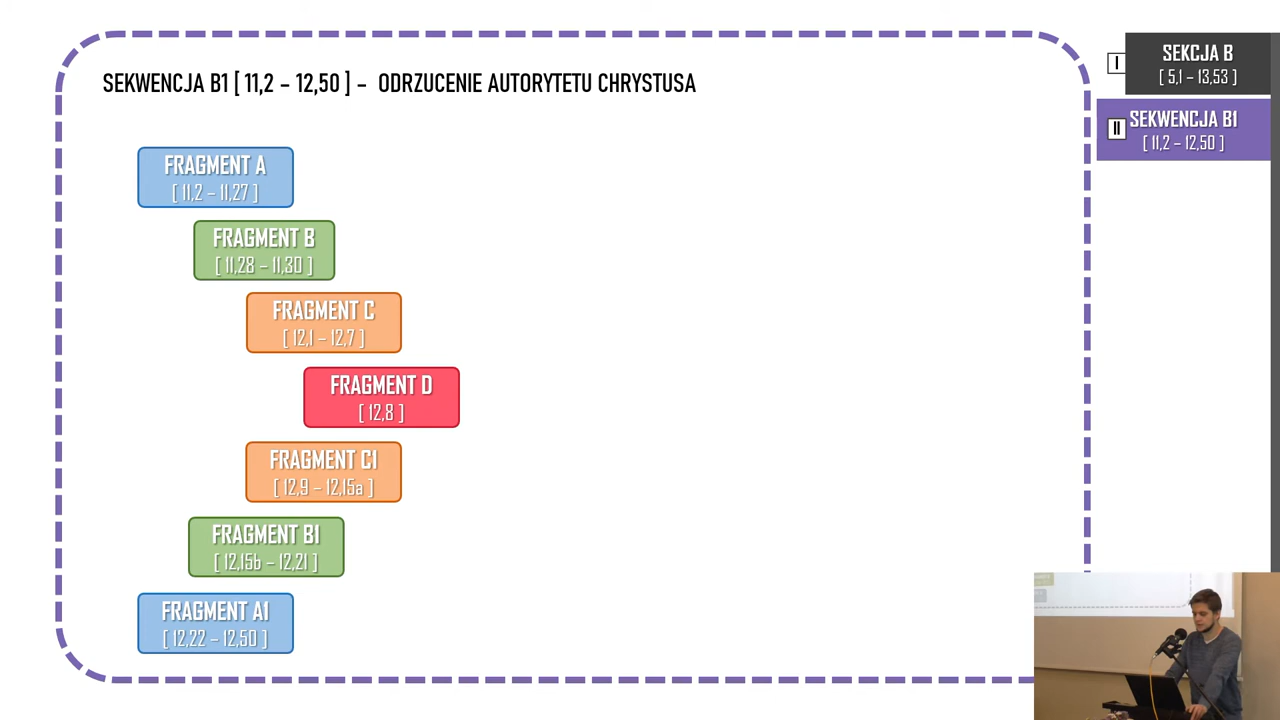 SEKWENCJA B1 [ 11,2 – 12,50 ] – ODRZUCENIE AUTORYTETU CHRYSTUSA
I
SEKCJA B
[ 5,1 – 13,53 ]
II
SEKWENCJA B1
[ 11,2 – 12,50 ]
FRAGMENT A
[ 11,2 – 11,27 ]
FRAGMENT B
[ 11,28 – 11,30 ]
FRAGMENT C
[ 12,1 – 12,7 ]
FRAGMENT D
[ 12,8 ]
FRAGMENT C1
[ 12,9 – 12,15a ]
FRAGMENT B1
[ 12,15b – 12,21 ]
FRAGMENT A1
[ 12,22 – 12,50 ]